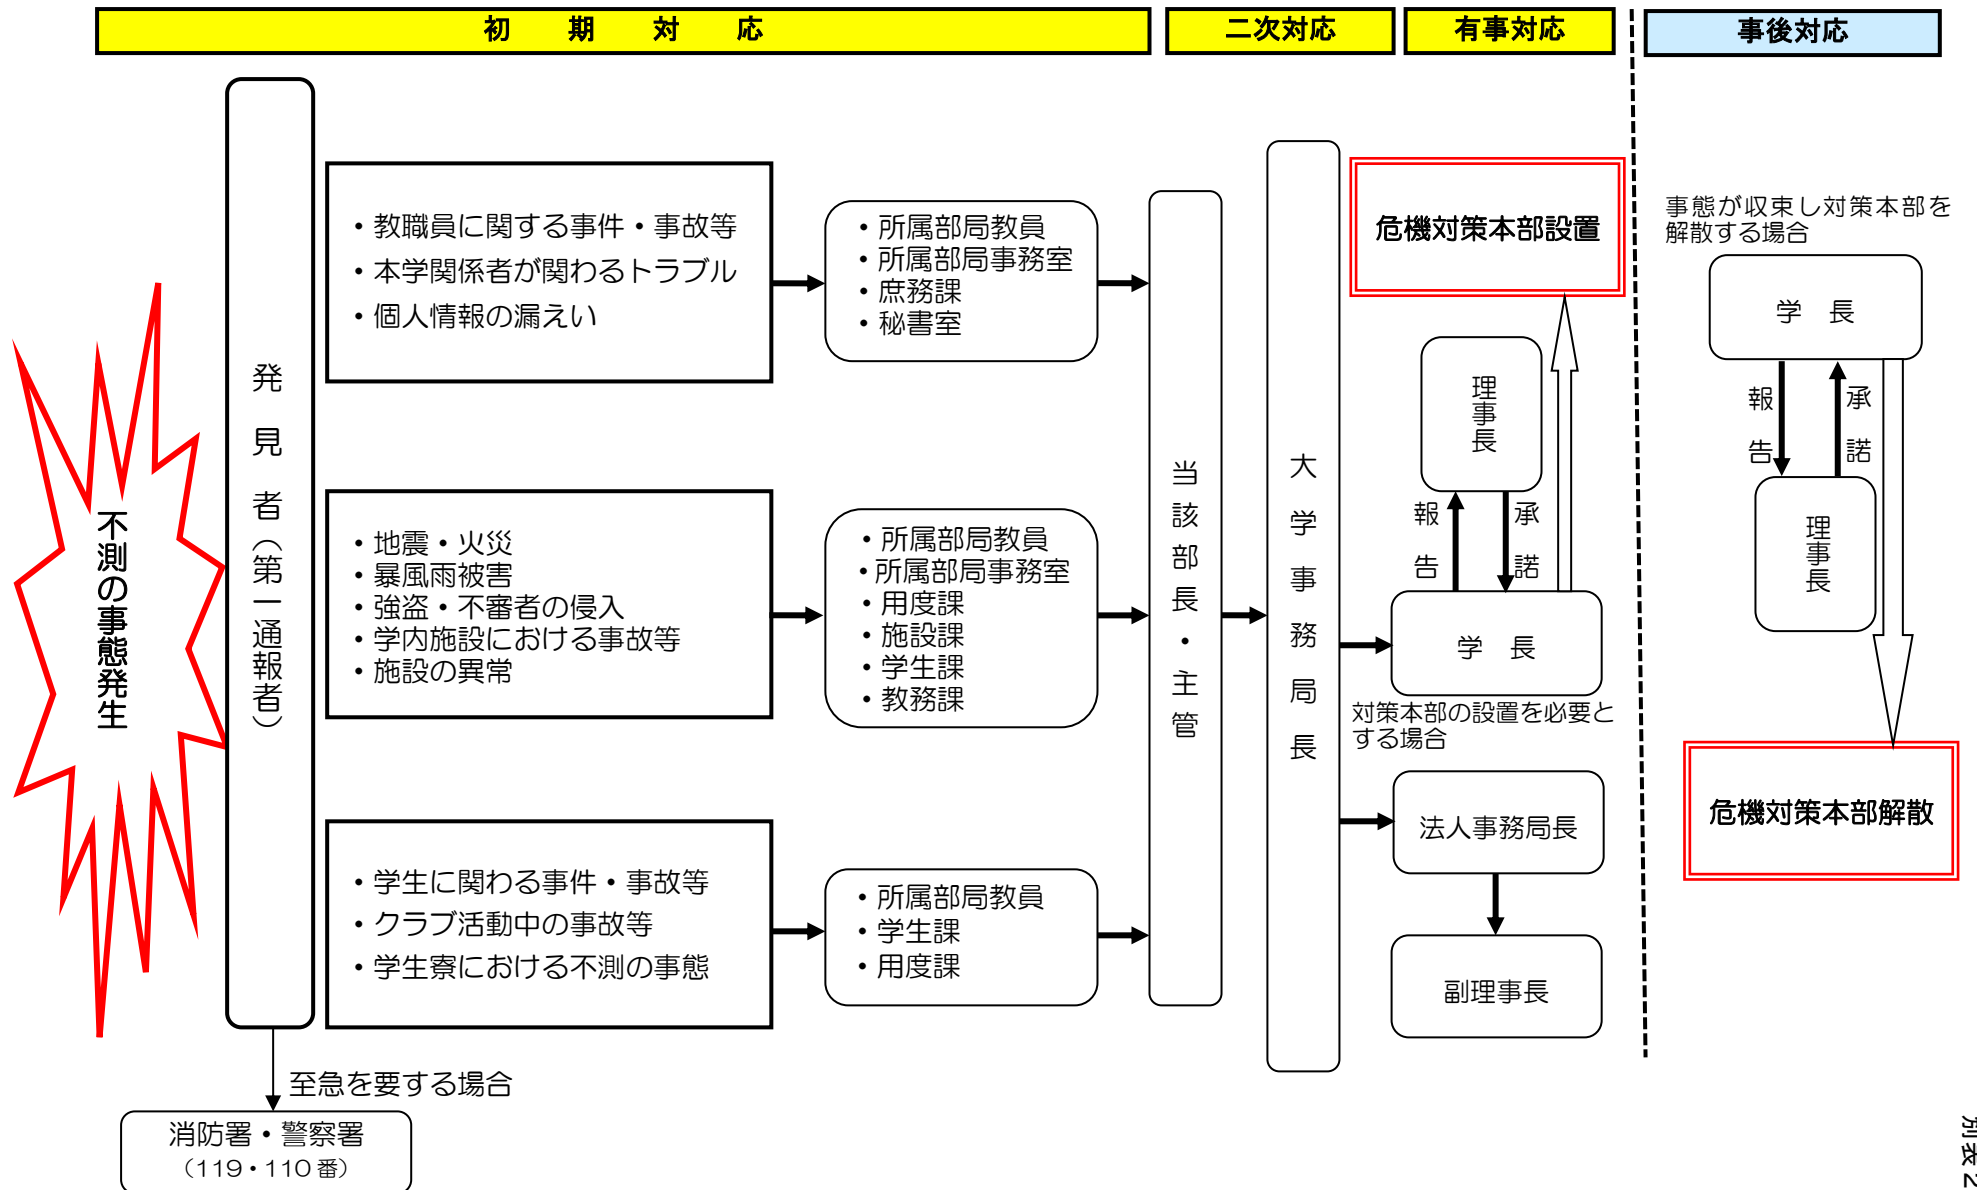 初期対応
二次対応
有事対応
事後対応
不測の事態発生
発見者（第一通報者）
・教職員に関する事件・事故等
・本学関係者が関わるトラブル
・個人情報の漏えい
・所属部局教員
・所属部局事務室
・庶務課
・秘書室
・地震・火災
・暴風雨被害
・強盗・不審者の侵入
・学内施設における事故等
・施設の異常
・所属部局教員
・所属部局事務室
・用度課
・施設課
・学生課
・教務課
・学生に関わる事件・事故等
・クラブ活動中の事故等
・学生寮における不測の事態
・所属部局教員
・学生課
・用度課
至急を要する場合
消防署・警察署
（119・110番）
当該部長・主管
大学事務局長
危機対策本部設置
理事長
報告
承諾
学長
対策本部の設置を必要と
する場合
法人事務局長
副理事長
事態が収束し対策本部を
解散する場合
学長
報告
承諾
理事長
危機対策本部解散
別表2